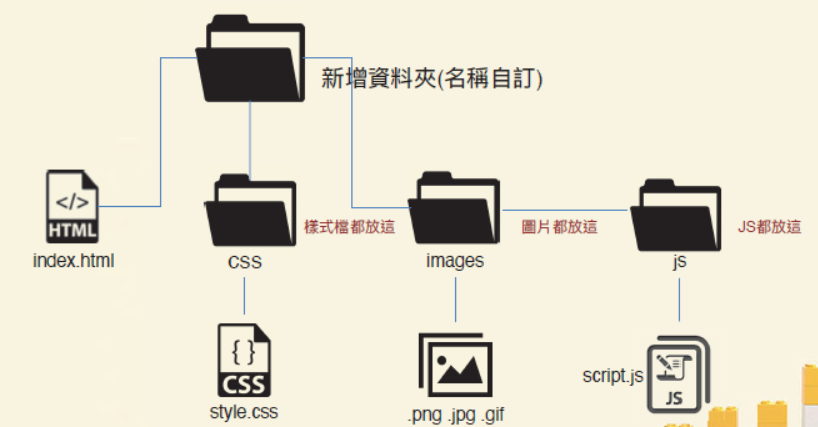 新增資料夾(名稱自訂)
</>
HTML
index.html
css
樣式檔都放這
images
圖片都放這
js
JS都放這
{ }
CSS
style.css
.png .jpg .gif
script.js
JS